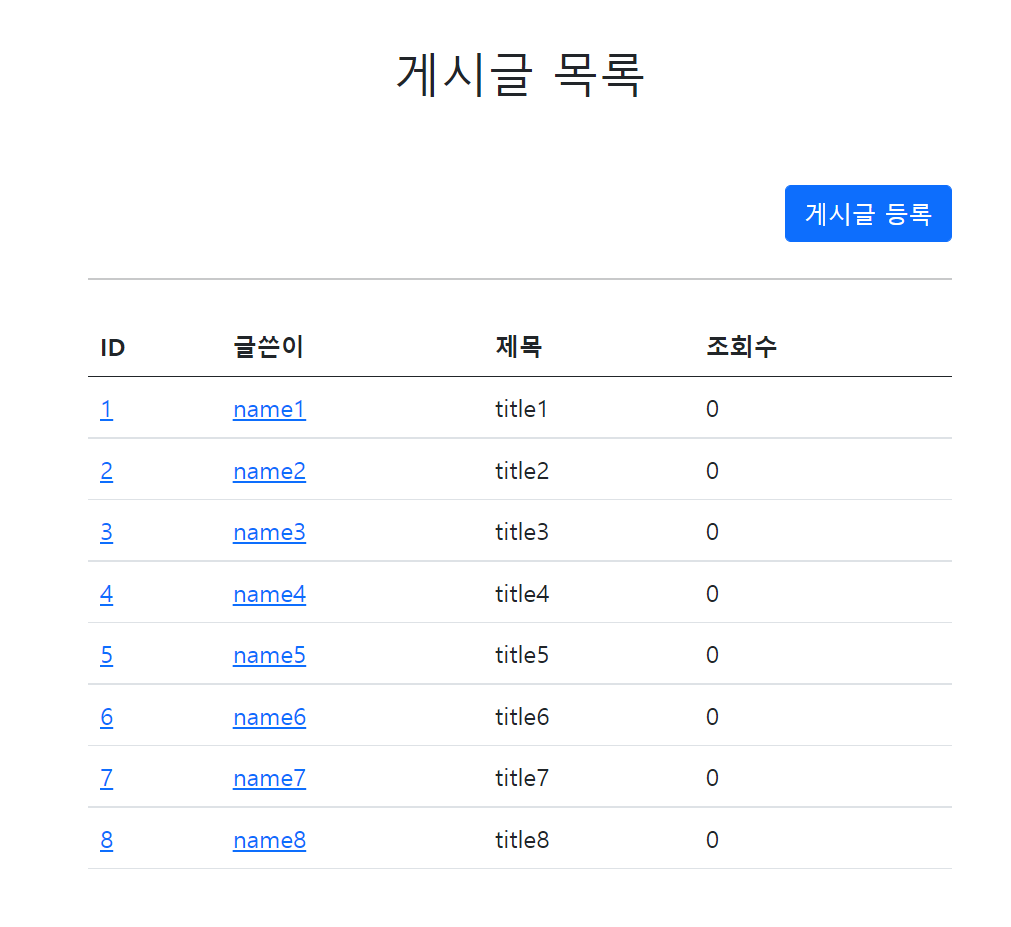 게시글 목록
게시글 등록
ID 글쓴이 제목 조회수
1 name1 title1 0
2 name2 title2 0
3 name3 title3 0
4 name4 title4 0
5 name5 title5 0
6 name6 title6 0
7 name7 title7 0
8 name8 title8 0